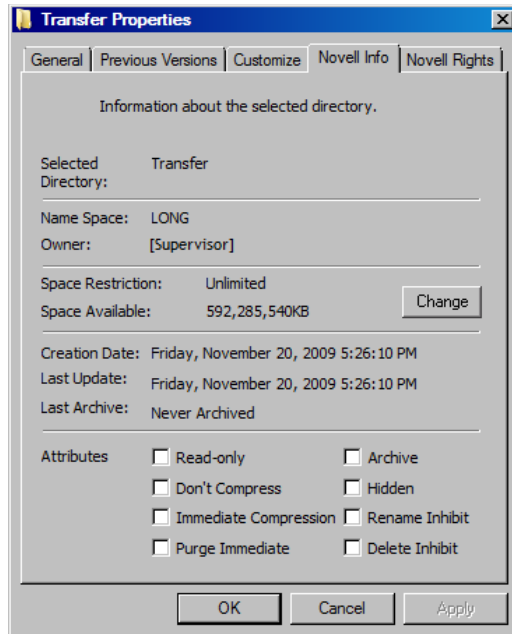 Transfer Properties
General Previous Versions Customize Novell Info Novell Rights
Information about the selected directory.
Selected Directory: Transfer
Name Space: LONG
Owner: [Supervisor]
Space Restriction: Unlimited
Space Available: 592,285,540KB
Change
Creation Date: Friday, November 20, 2009 5:26:10 PM
Last Update: Friday, November 20, 2009 5:26:10 PM
Last Archive: Never Archived
Attributes Read-only Archive
Don't Compress Hidden
Immediate Compression Rename Inhibit
Purge Immediate Delete Inhibit
OK Cancel Apply